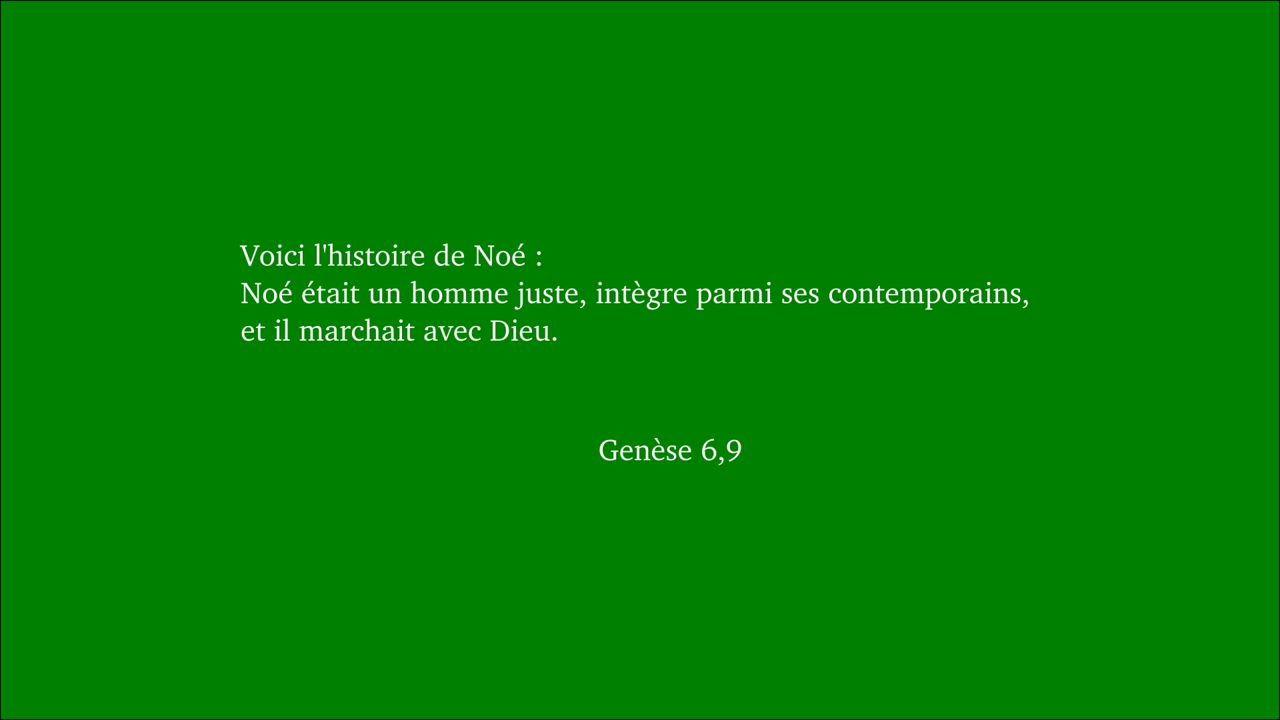 Voici l'histoire de Noé :
Noé était un homme juste, intègre parmi ses contemporains,
et il marchait avec Dieu.
Genèse 6,9